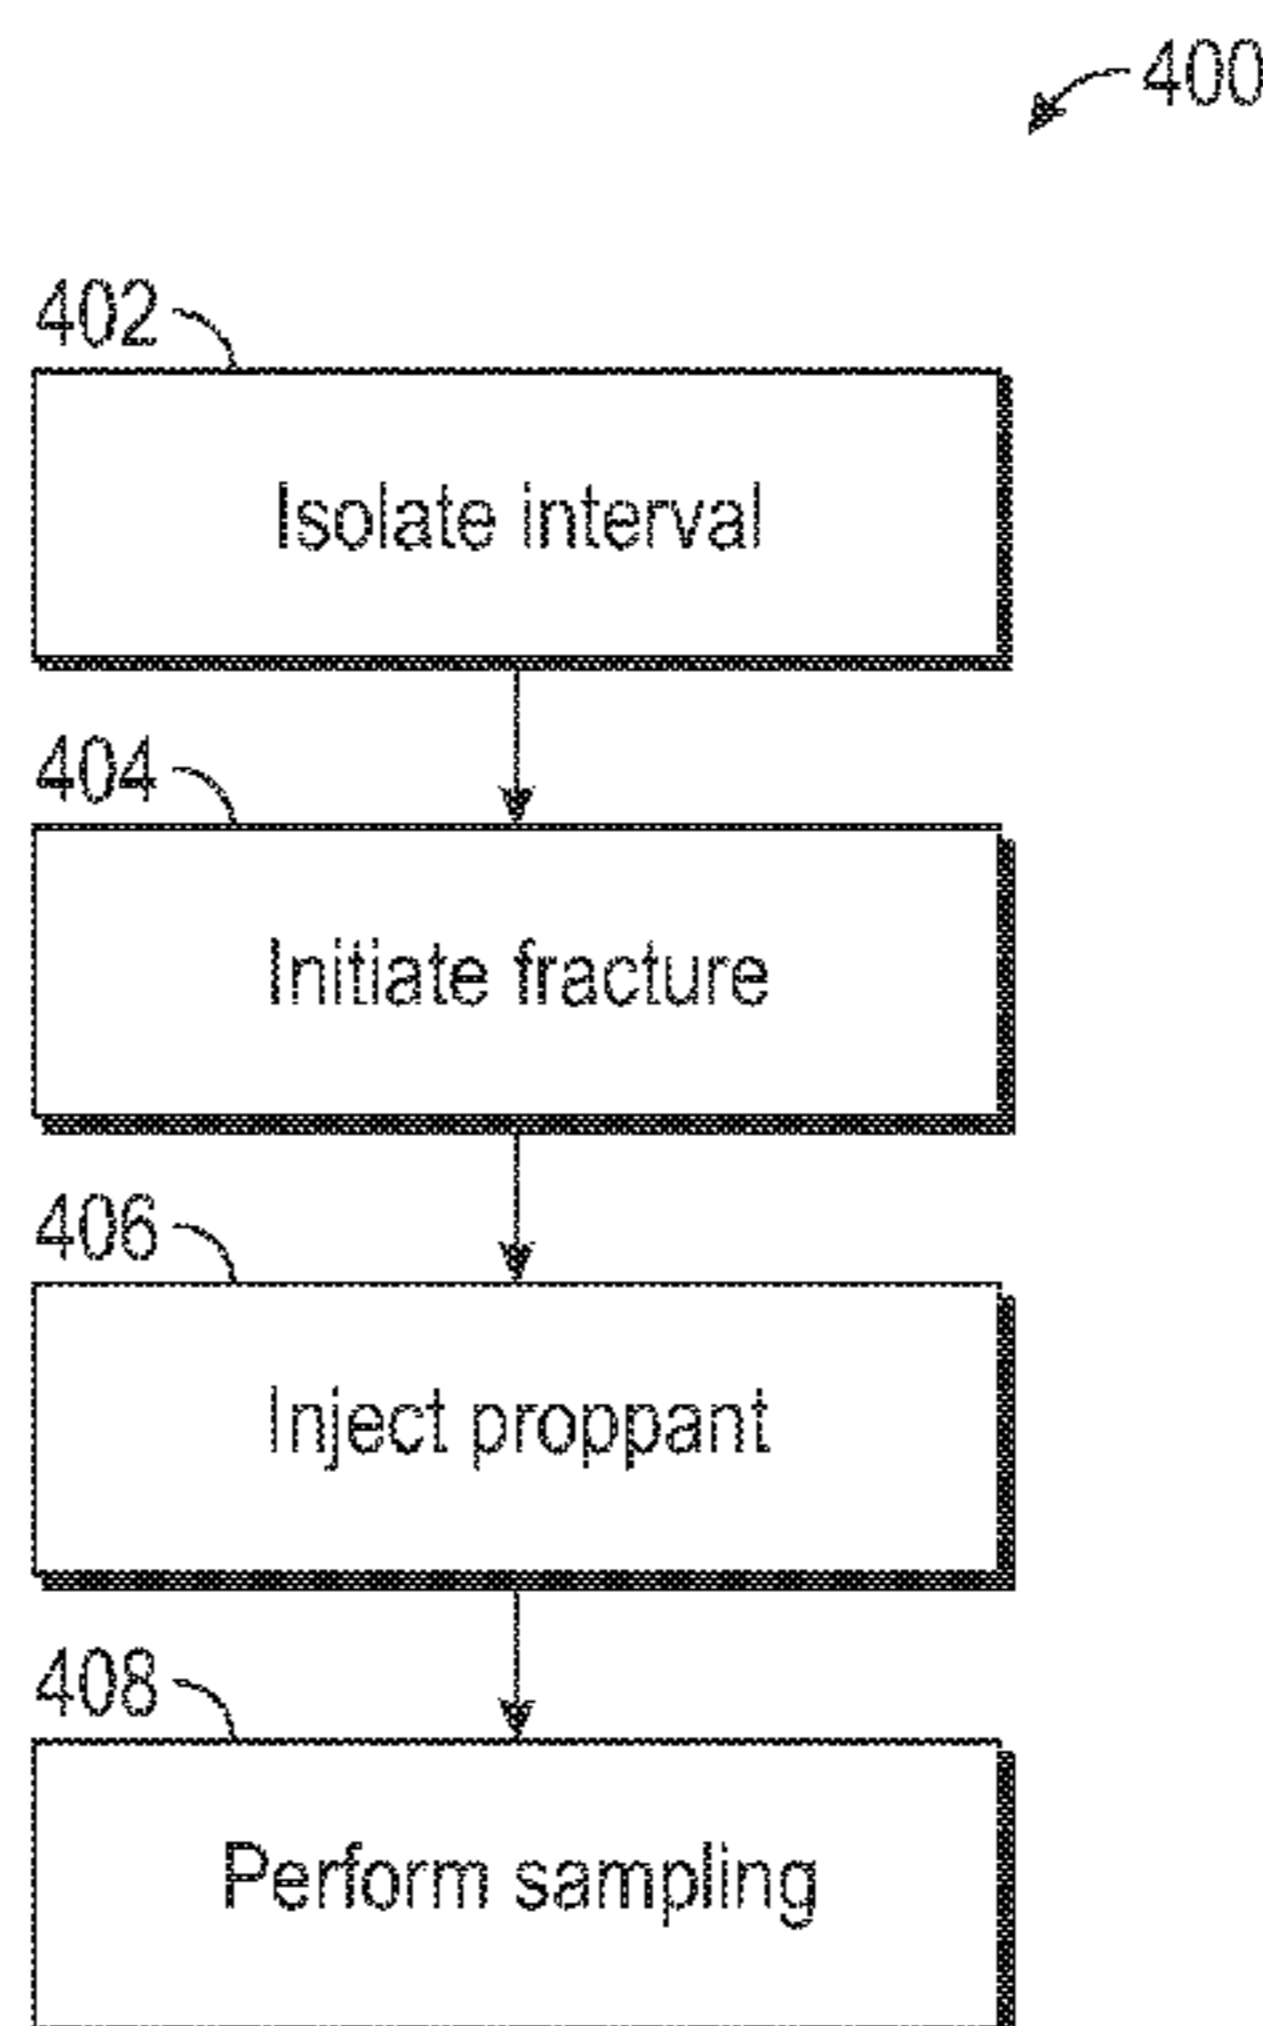 400
402
Isolate interval
404
Initiate fracture
406
Inject proppant
408
Perform sampling